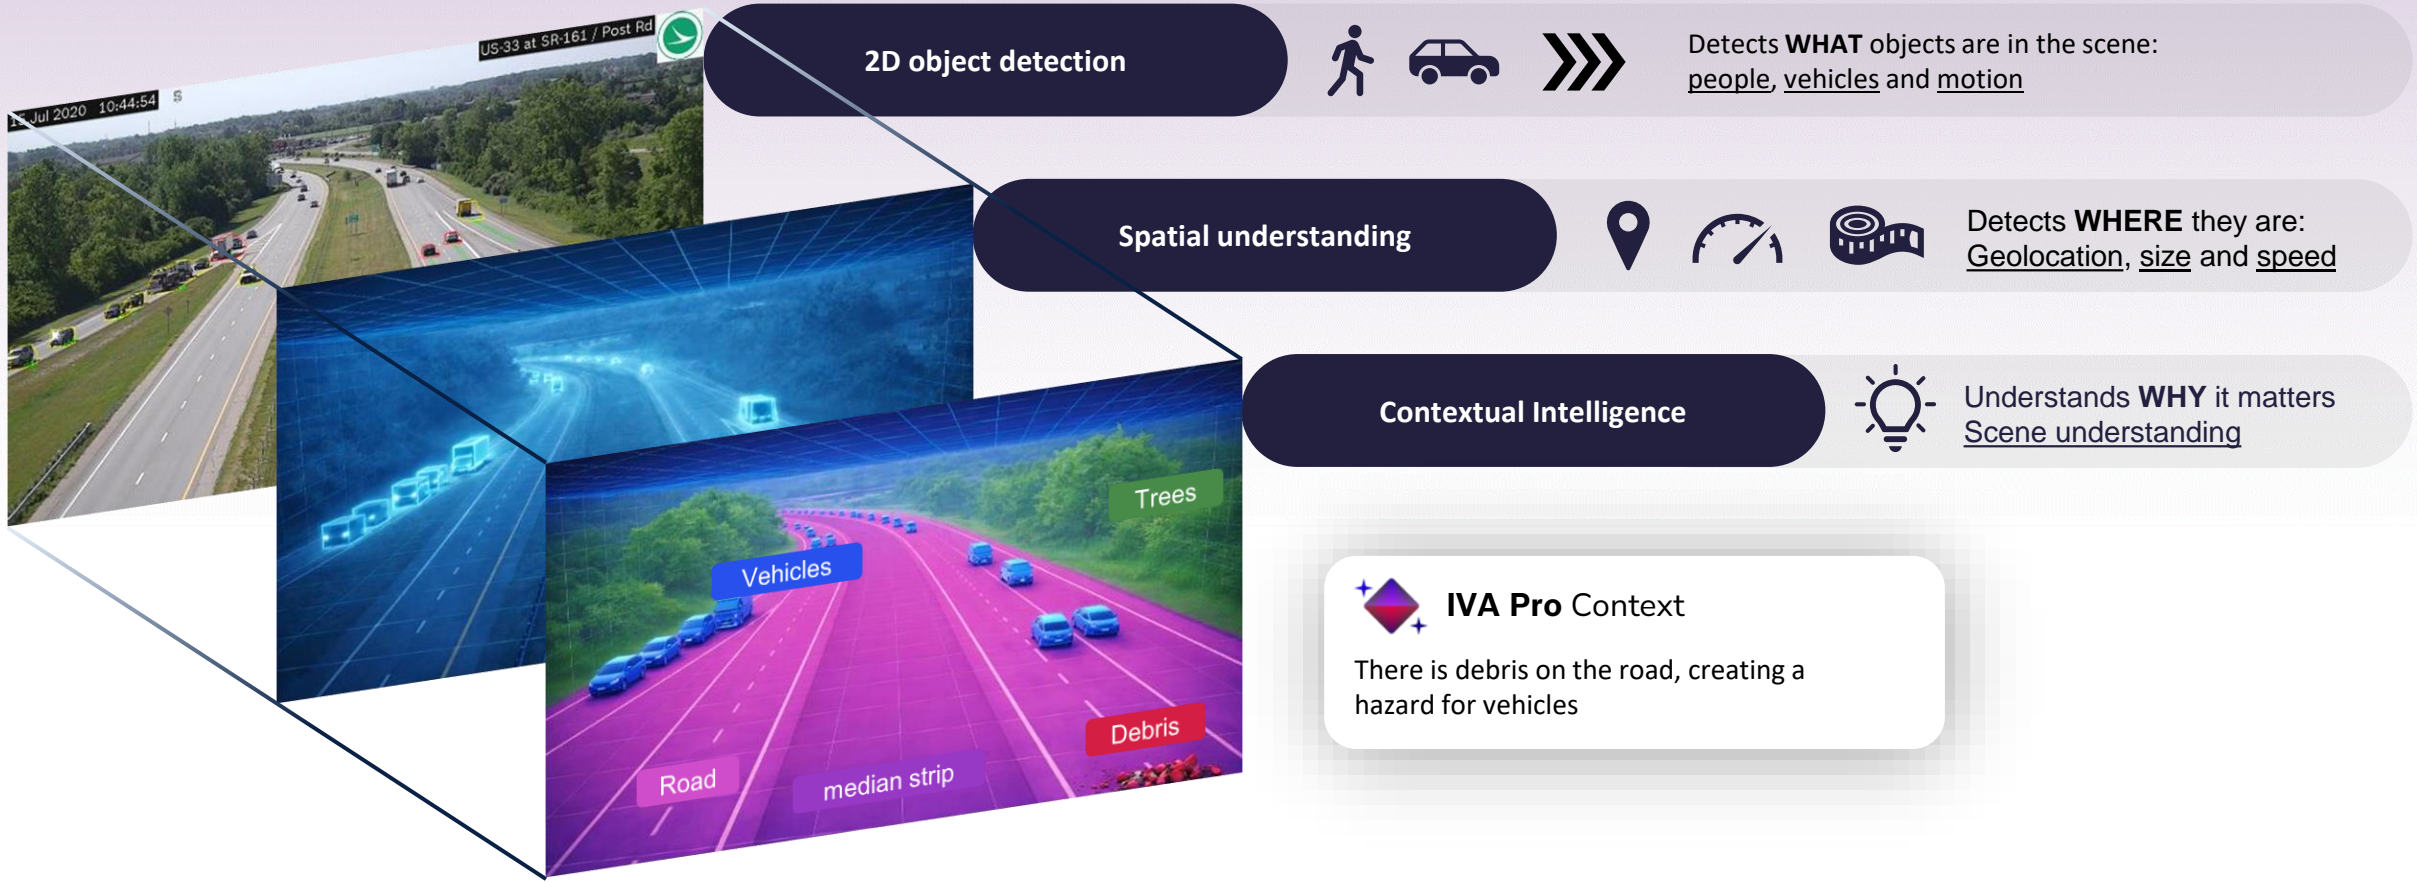 US-33 at SR-161 / Post Rd
15 Jul 2020 10:44:54 S
2D object detection
Detects WHAT objects are in the scene:
people, vehicles and motion
Spatial understanding
Detects WHERE they are:
Geolocation, size and speed
Contextual Intelligence
Understands WHY it matters
Scene understanding
Trees
Vehicles
Debris
Road
median strip
IVA Pro Context
There is debris on the road, creating a
hazard for vehicles